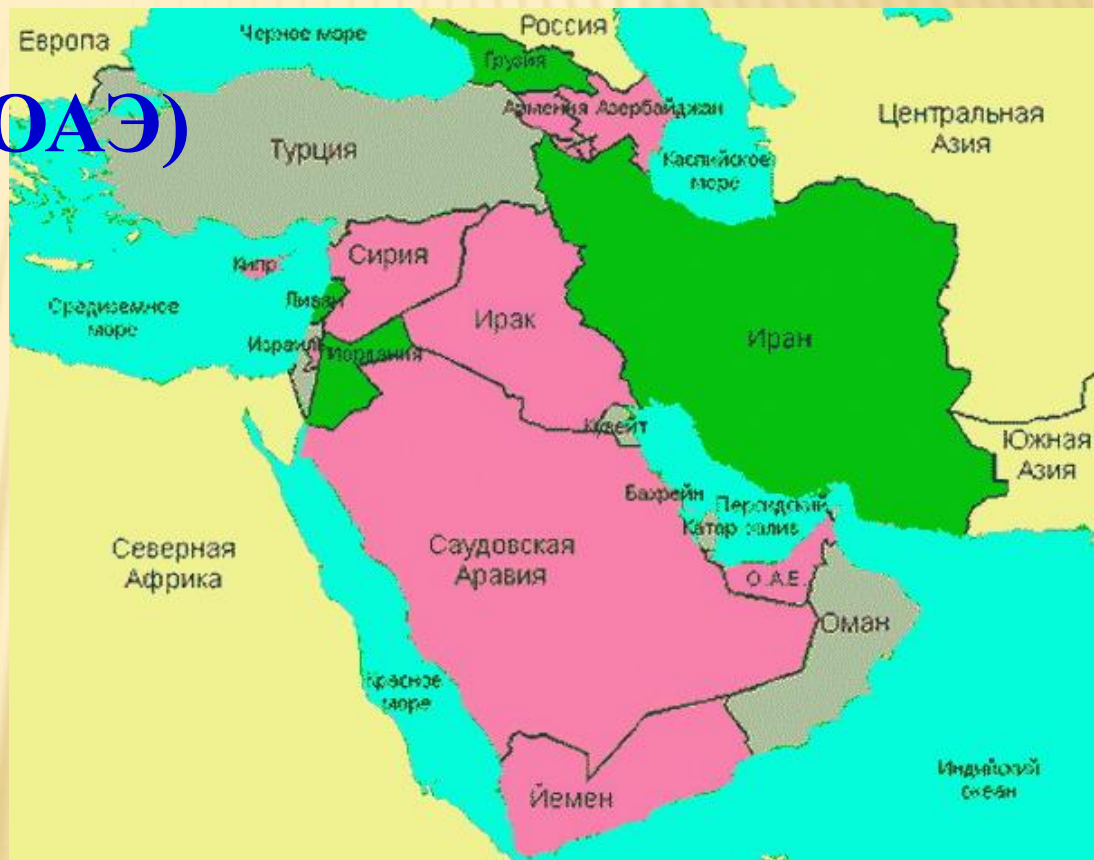 Европа
Черное море
Россия
Грузия
ОАЭ)
Армения
Азербайджан
Турция
Каспийское
море
Центральная
Азия
Кипр
Сирия
Средиземное
море
Ливан
Израиль
Иордания
Ирак
Иран
Кувейт
Южная
Азия
Бахрейн
Персидский
Катар
залив
Северная
Африка
Саудовская
Аравия
О.А.Е.
Оман
Красное
море
Йемен
Индийский
океан